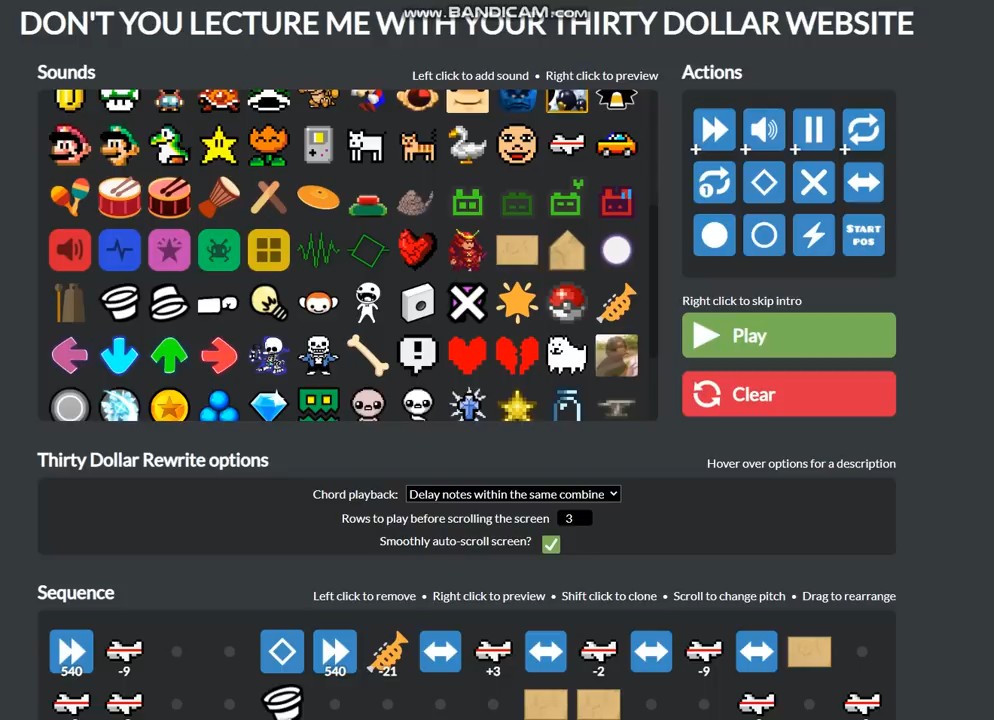 www.BANDICAM.com
DON'T YOU LECTURE ME WITH YOUR THIRTY DOLLAR WEBSITE
Sounds
Left click to add sound • Right click to preview
Actions
START POS
Right click to skip intro
Play
Clear
Thirty Dollar Rewrite options
Hover over options for a description
Chord playback: Delay notes within the same combine
Rows to play before scrolling the screen 3
Smoothly auto-scroll screen?
Sequence
Left click to remove • Right click to preview • Shift click to clone • Scroll to change pitch • Drag to rearrange
540 -9 540 -21 +3 -2 -9